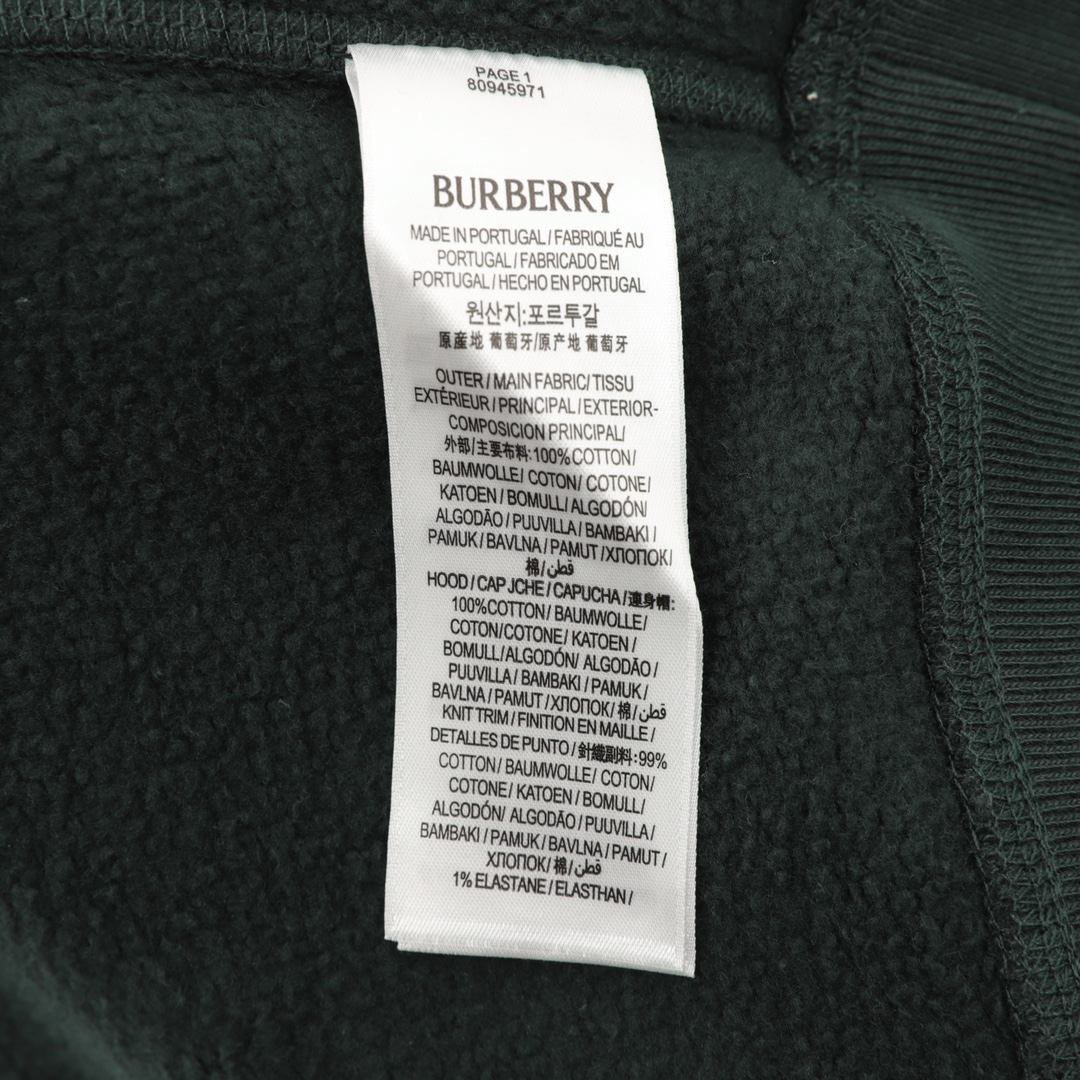 PAGE 1
80945971
BURBERRY
MADE IN PORTUGAL / FABRIQUÉ AU
PORTUGAL / FABRICADO EM
PORTUGAL / HECHO EN PORTUGAL
원산지:포르투갈
原産地 葡萄牙/原产地 葡萄牙
OUTER / MAIN FABRIC/ TISSU
EXTÉRIEUR / PRINCIPAL / EXTERIOR-
COMPOSICION PRINCIPAL/
外部/主要布料:100% COTTON /
BAUMWOLLE/ COTON/ COTONE/
KATOEN / BOMULL/ ALGODÓN/
ALGODÃO / PUUVILLA / BAMBAKI /
PAMUK / BAVLNA / PAMUT / ХЛОПОК/
棉/قطن
HOOD / CAP JCHE / CAPUCHA /連身帽:
100%COTTON / BAUMWOLLE/
COTON/COTONE/ KATOEN /
BOMULL/ALGODÓN/ ALGODÃO /
PUUVILLA / BAMBAKI / PAMUK /
BAVLNA / PAMUT / ХЛОПОК/ 棉/قطن
KNIT TRIM / FINITION EN MAILLE /
DETALLES DE PUNTO / 針織副料: 99%
COTTON/ BAUMWOLLE/ COTON/
COTONE/ KATOEN / BOMULL/
ALGODÓN/ ALGODÃO / PUUVILLA /
BAMBAKI / PAMUK / BAVLNA / PAMUT /
ХЛОПОК/ 棉/قطن
1% ELASTANE / ELASTHAN /